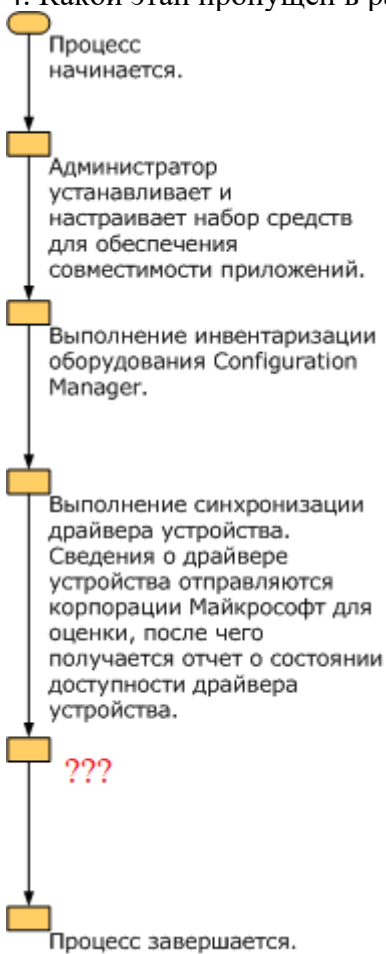 4. Какой этап пропущен в ра
Процесс
начинается.
Администратор
устанавливает и
настраивает набор средств
для обеспечения
совместимости приложений.
Выполнение инвентаризации
оборудования Configuration
Manager.
Выполнение синхронизации
драйвера устройства.
Сведения о драйвере
устройства отправляются
корпорации Майкрософт для
оценки, после чего
получается отчет о состоянии
доступности драйвера
устройства.
???
Процесс завершается.